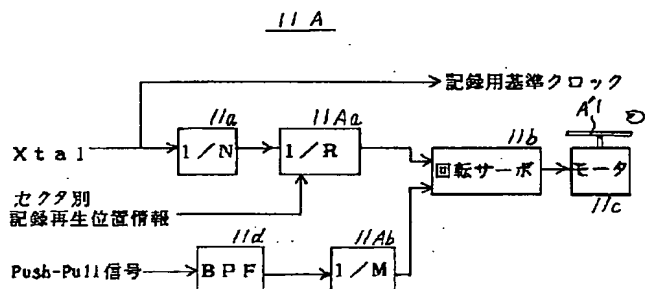 11A
記録用基準クロック
A'1
11a
11Aa
11b
Xtal
1/N
1/R
回転サーボ
モータ
11c
セクタ別
記録再生位置情報
11d
11Ab
Push-Pull信号
BPF
1/M